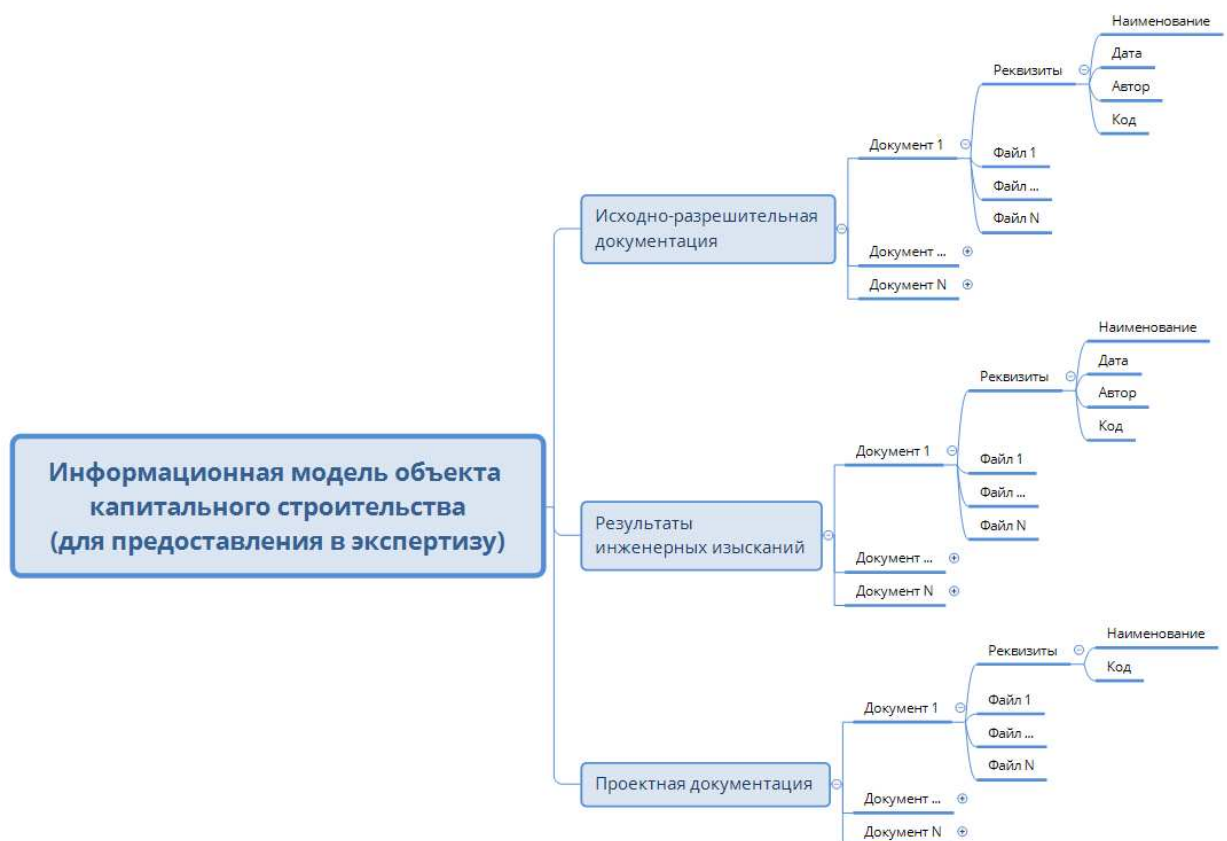 Наименование
Дата
Реквизиты
Автор
Код
Документ 1
Файл 1
Файл ...
Файл N
Исходно-разрешительная
документация
Документ ...
Документ N
Наименование
Дата
Реквизиты
Автор
Код
Документ 1
Файл 1
Файл ...
Файл N
Информационная модель объекта
капитального строительства
(для предоставления в экспертизу)
Результаты
инженерных изысканий
Документ ...
Документ N
Наименование
Реквизиты
Код
Документ 1
Файл 1
Файл ...
Файл N
Проектная документация
Документ ...
Документ N